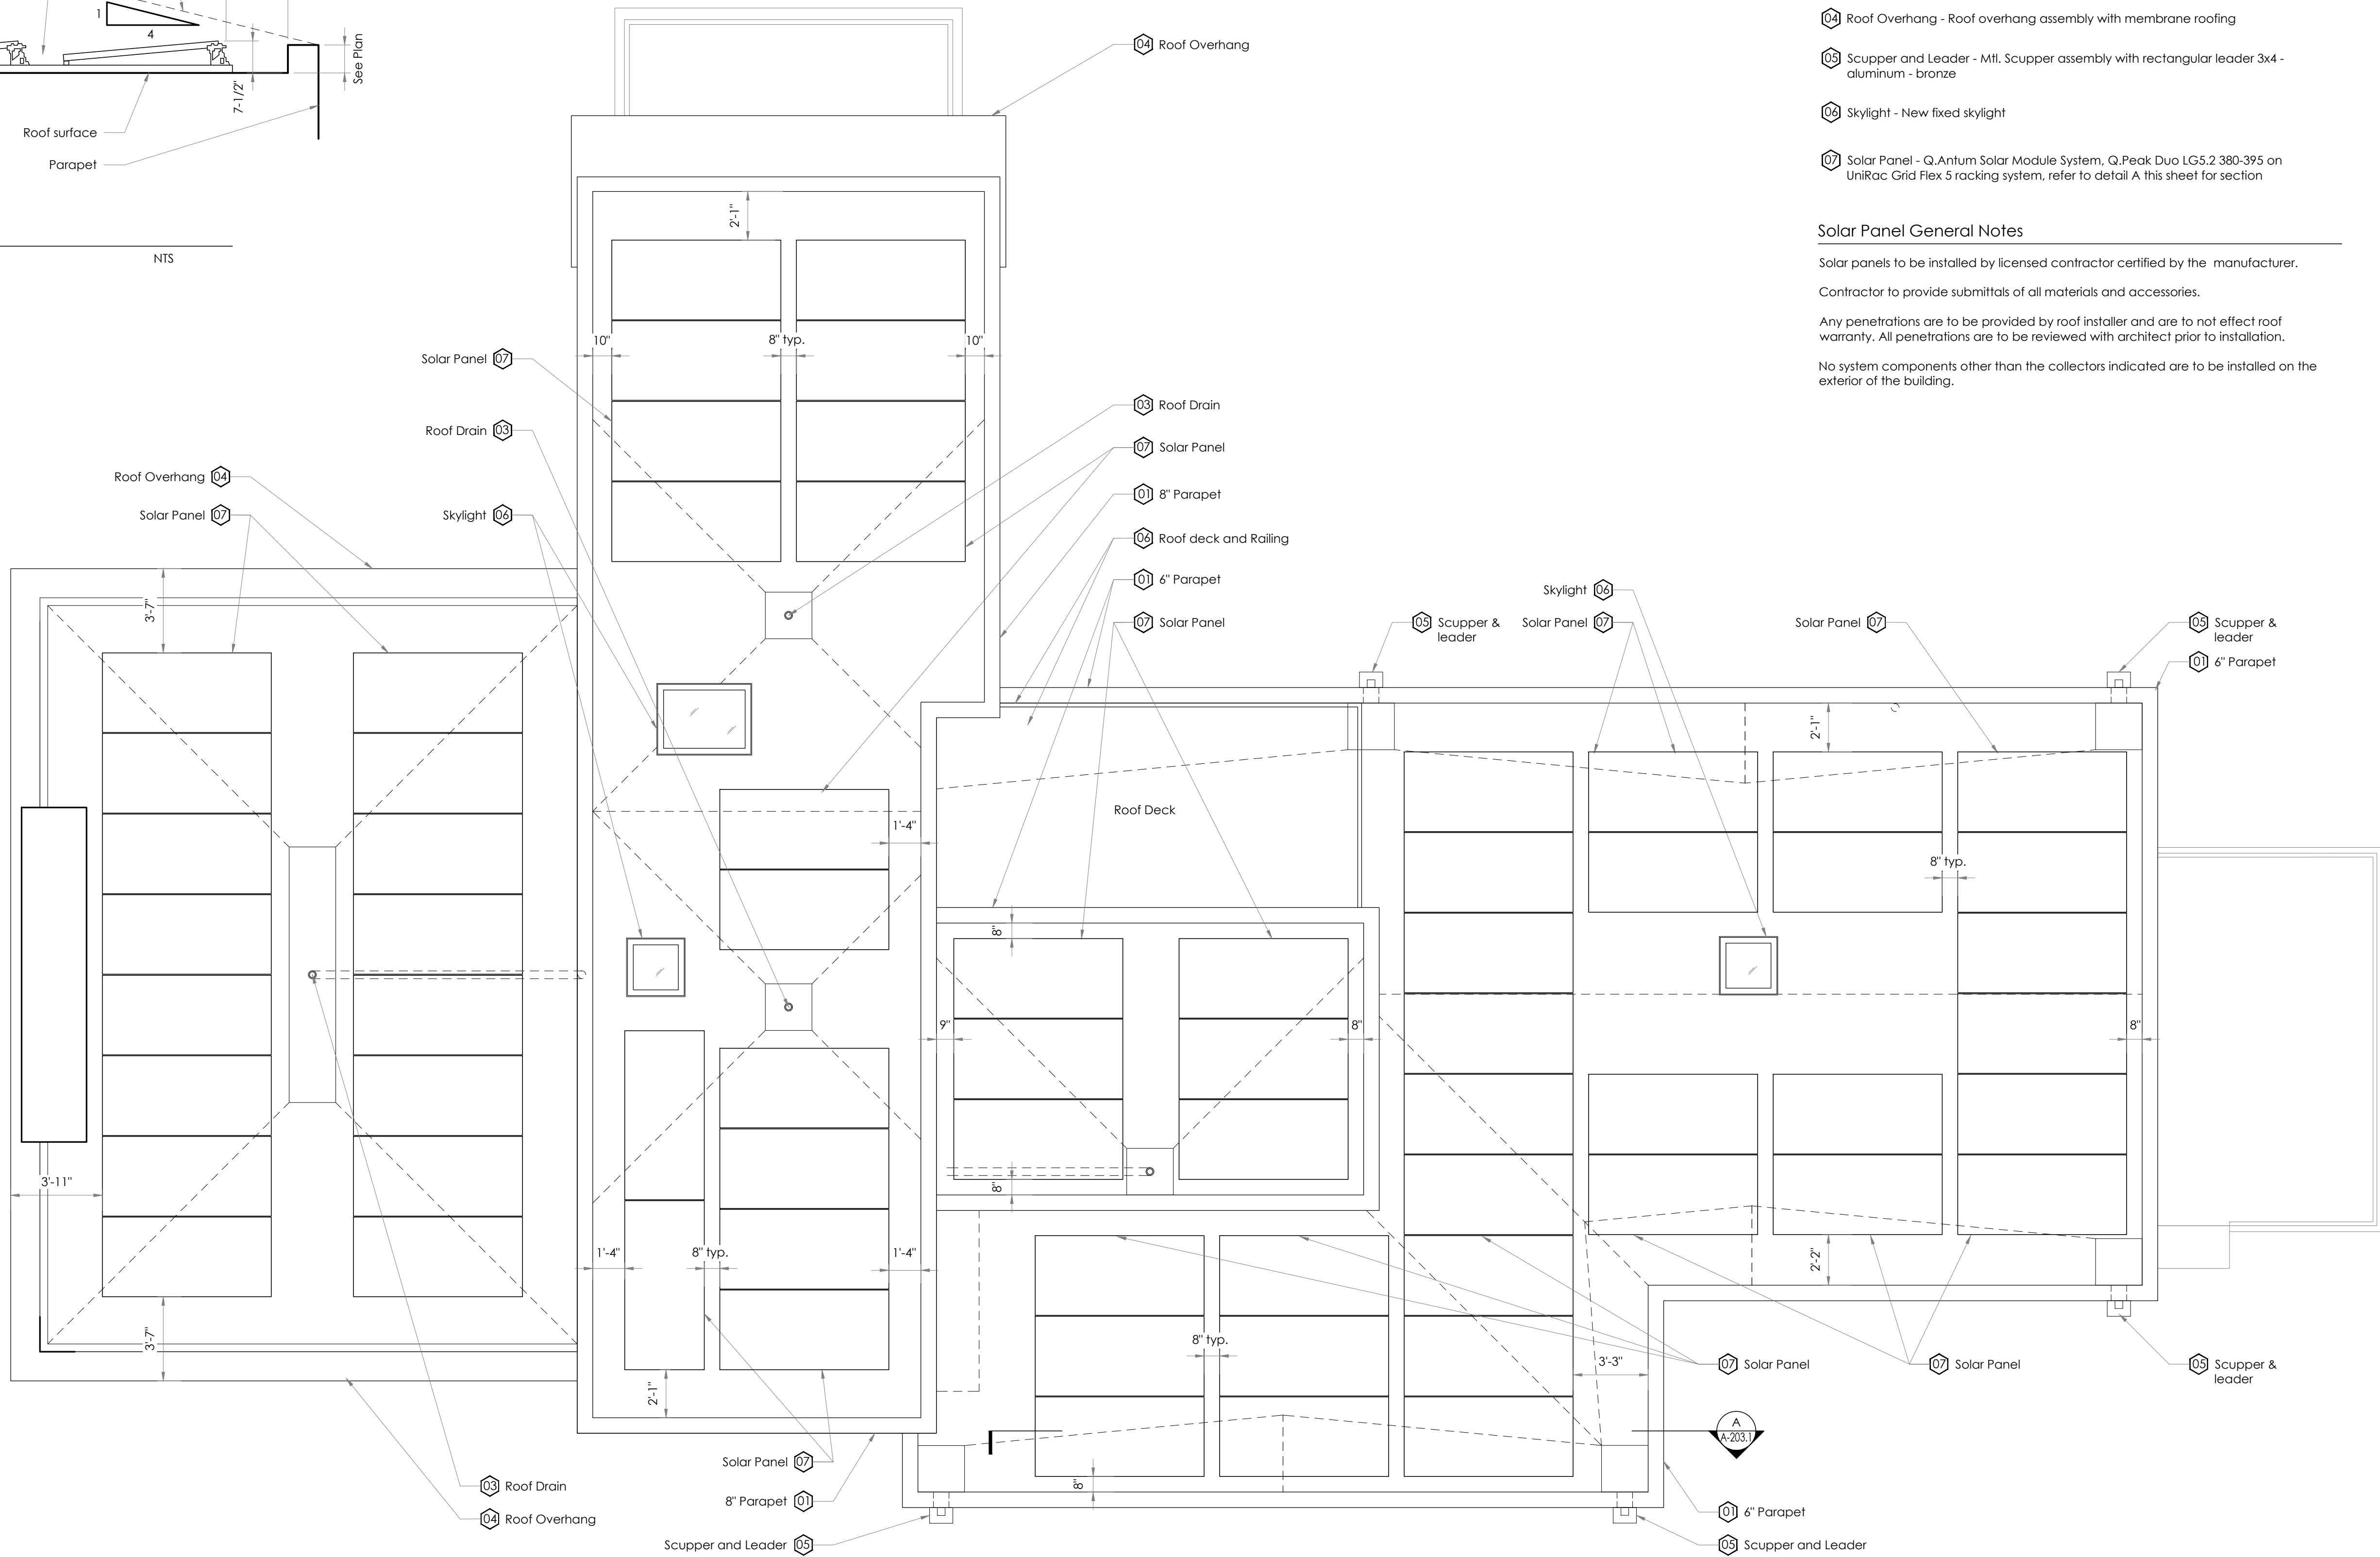 1
4
See Plan
7-1/2"
Roof surface
Parapet
NTS
04 Roof Overhang - Roof overhang assembly with membrane roofing
05 Scupper and Leader - Mtl. Scupper assembly with rectangular leader 3x4 -
aluminum - bronze
06 Skylight - New fixed skylight
07 Solar Panel - Q.Antum Solar Module System, Q.Peak Duo LG5.2 380-395 on
UniRac Grid Flex 5 racking system, refer to detail A this sheet for section
Solar Panel General Notes
Solar panels to be installed by licensed contractor certified by the manufacturer.
Contractor to provide submittals of all materials and accessories.
Any penetrations are to be provided by roof installer and are to not effect roof
warranty. All penetrations are to be reviewed with architect prior to installation.
No system components other than the collectors indicated are to be installed on the
exterior of the building.
04 Roof Overhang
2'-1"
10"
8" typ.
10"
Solar Panel 07
Roof Drain 03
Roof Overhang 04
Solar Panel 07
Skylight 06
03 Roof Drain
07 Solar Panel
01 8" Parapet
06 Roof deck and Railing
01 6" Parapet
07 Solar Panel
05 Scupper &
leader
Skylight 06
Solar Panel 07
Solar Panel 07
05 Scupper &
leader
01 6" Parapet
3'-7"
2'-1"
Roof Deck
1'-4"
8" typ.
8"
9"
8"
8"
8"
3'-11"
1'-4"
8" typ.
1'-4"
2'-2"
3'-7"
2'-1"
8" typ.
3'-3"
07 Solar Panel
07 Solar Panel
05 Scupper &
leader
A
A-203.1
8"
Solar Panel 07
03 Roof Drain
8" Parapet 01
01 6" Parapet
04 Roof Overhang
Scupper and Leader 05
05 Scupper and Leader